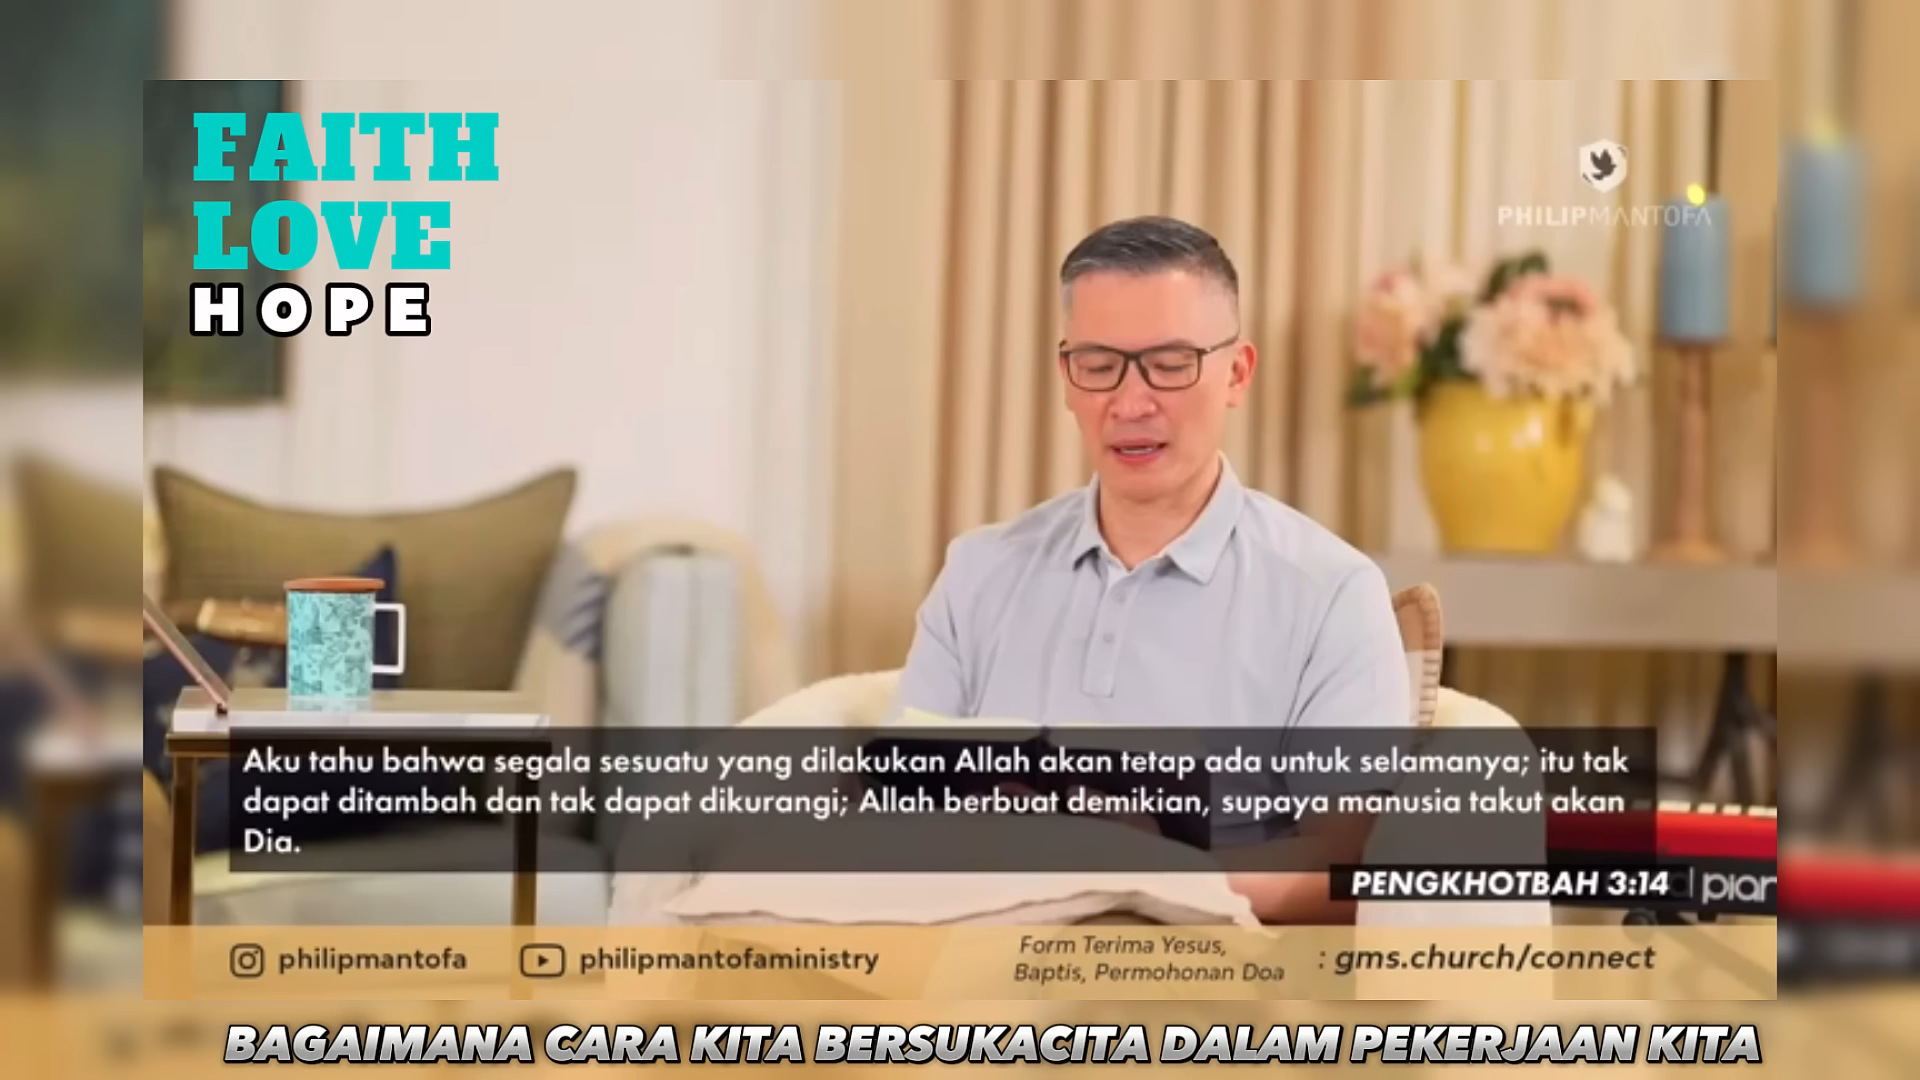 FAITH
LOVE
HOPE
PHILIPMANTOFA
Aku tahu bahwa segala sesuatu yang dilakukan Allah akan tetap ada untuk selamanya; itu tak
dapat ditambah dan tak dapat dikurangi; Allah berbuat demikian, supaya manusia takut akan
Dia.
PENGKHOTBAH 3:14
philipmantofa
philipmantofaministry
Form Terima Yesus,
Baptis, Permohonan Doa
: gms.church/connect
BAGAIMANA CARA KITA BERSUKACITA DALAM PEKERJAAN KITA